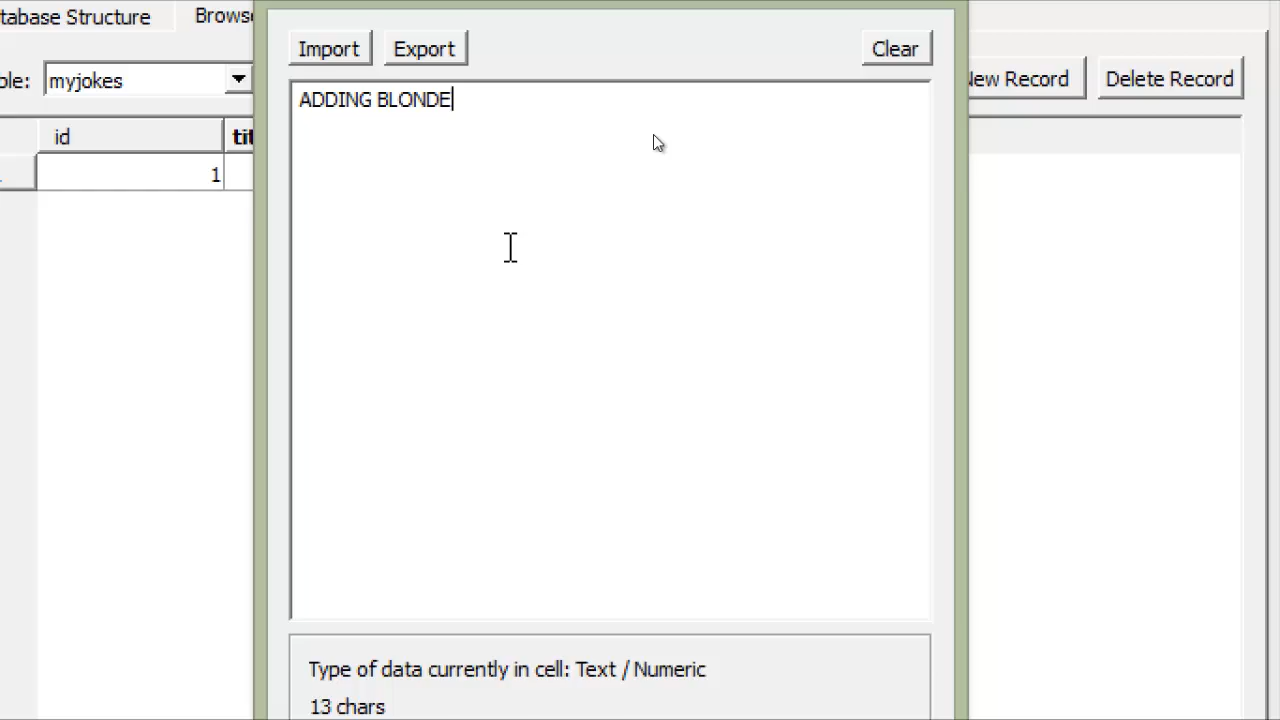 tabase Structure
Brows
Import
Export
Clear
ble:
myjokes
New Record
Delete Record
ADDING BLONDE
id
tit
1
Type of data currently in cell: Text / Numeric
13 chars